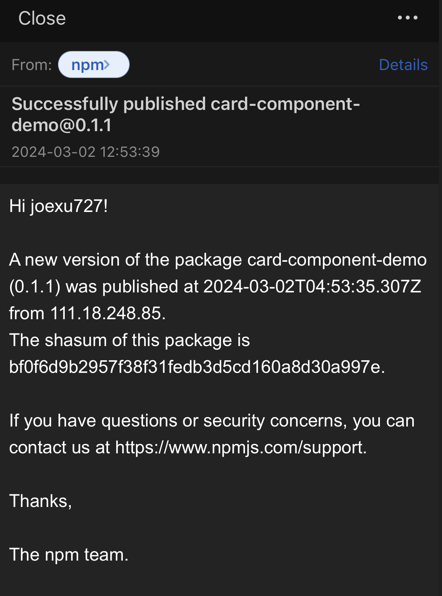 Close
From: npm
Details
Successfully published card-component-
demo@0.1.1
2024-03-02 12:53:39
Hi joexu727!
A new version of the package card-component-demo
(0.1.1) was published at 2024-03-02T04:53:35.307Z
from 111.18.248.85.
The shasum of this package is
bf0f6d9b2957f38f31fedb3d5cd160a8d30a997e.
If you have questions or security concerns, you can
contact us at https://www.npmjs.com/support.
Thanks,
The npm team.